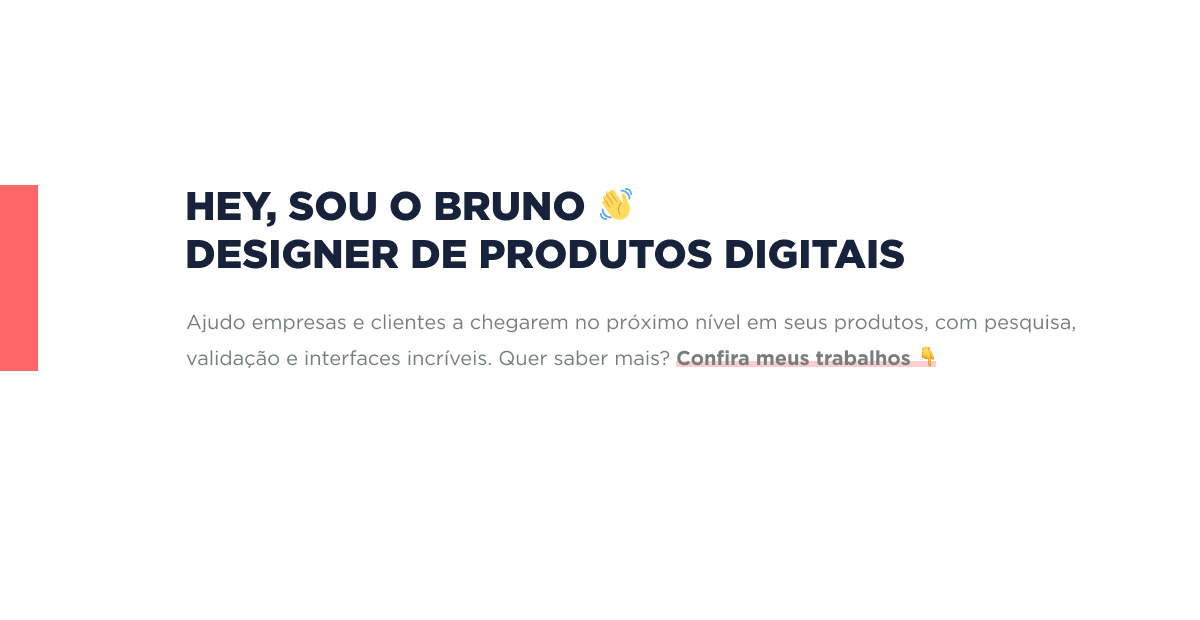 HEY, SOU O BRUNO 👋
DESIGNER DE PRODUTOS DIGITAIS
Ajudo empresas e clientes a chegarem no próximo nível em seus produtos, com pesquisa,
validação e interfaces incríveis. Quer saber mais? Confira meus trabalhos 👇